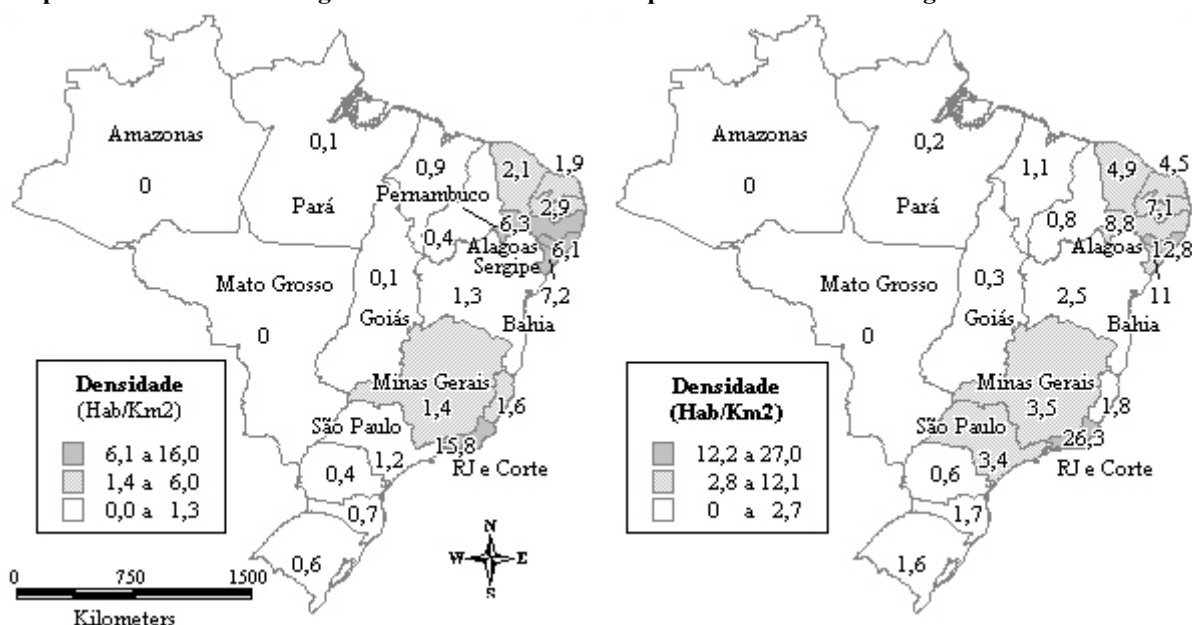 Amazonas
0
0,1
Pará
0,9
2,1
1,9
Pernambuco
2,9
6,3
0,4
Alagoas
6,1
Sergipe
7,2
Mato Grosso
0
0,1
Goiás
1,3
Bahia
Minas Gerais
1,4
1,6
São Paulo
15,8
RJ e Corte
1,2
0,4
0,7
0,6
Densidade
(Hab/Km2)
6,1 a 16,0
1,4 a 6,0
0,0 a 1,3
N
W E
S
0 750 1500
Kilometers
Amazonas
0
0,2
Pará
1,1
4,9
4,5
7,1
0,8
8,8
Alagoas
12,8
11
Mato Grosso
0
0,3
Goiás
2,5
Bahia
Minas Gerais
3,5
1,8
São Paulo
26,3
RJ e Corte
3,4
0,6
1,7
1,6
Densidade
(Hab/Km2)
12,2 a 27,0
2,8 a 12,1
0 a 2,7